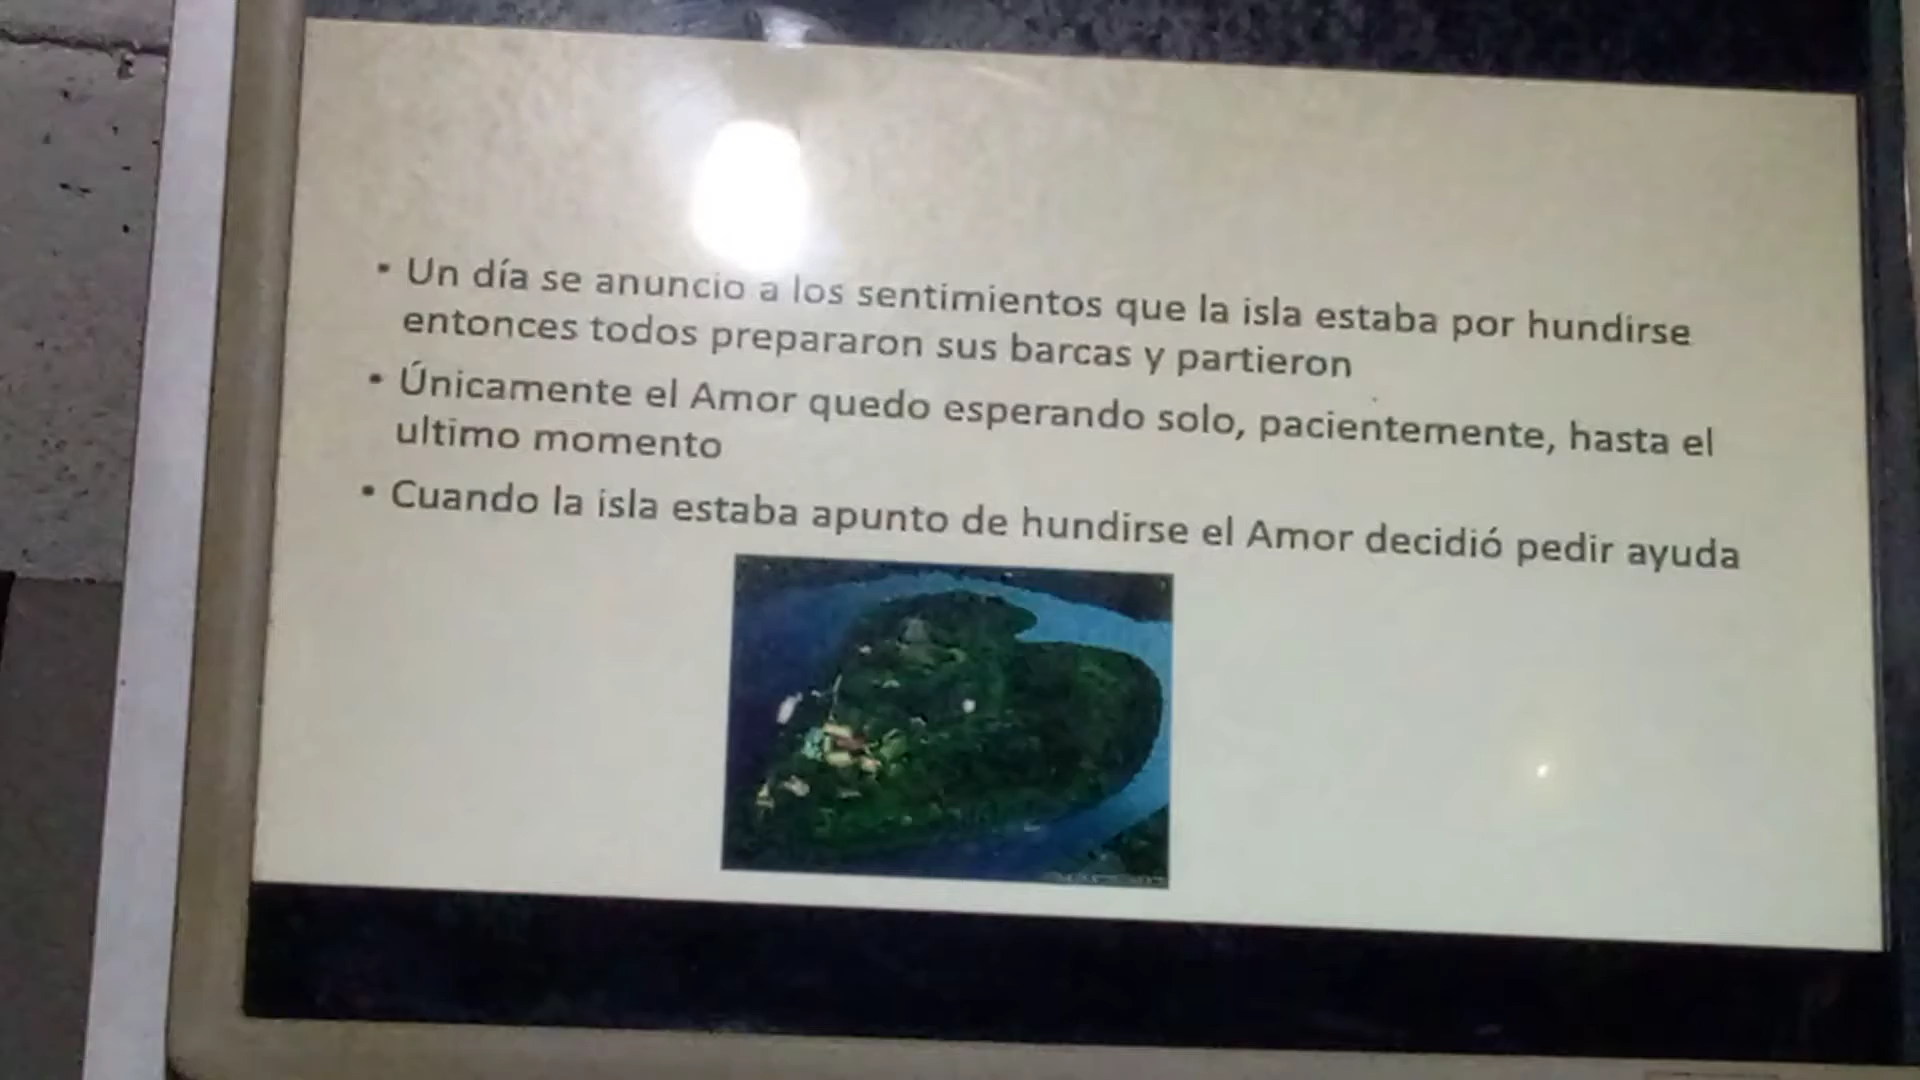 • Un día se anuncio a los sentimientos que la isla estaba por hundirse
entonces todos prepararon sus barcas y partieron
• Únicamente el Amor quedo esperando solo, pacientemente, hasta el
ultimo momento
• Cuando la isla estaba apunto de hundirse el Amor decidió pedir ayuda